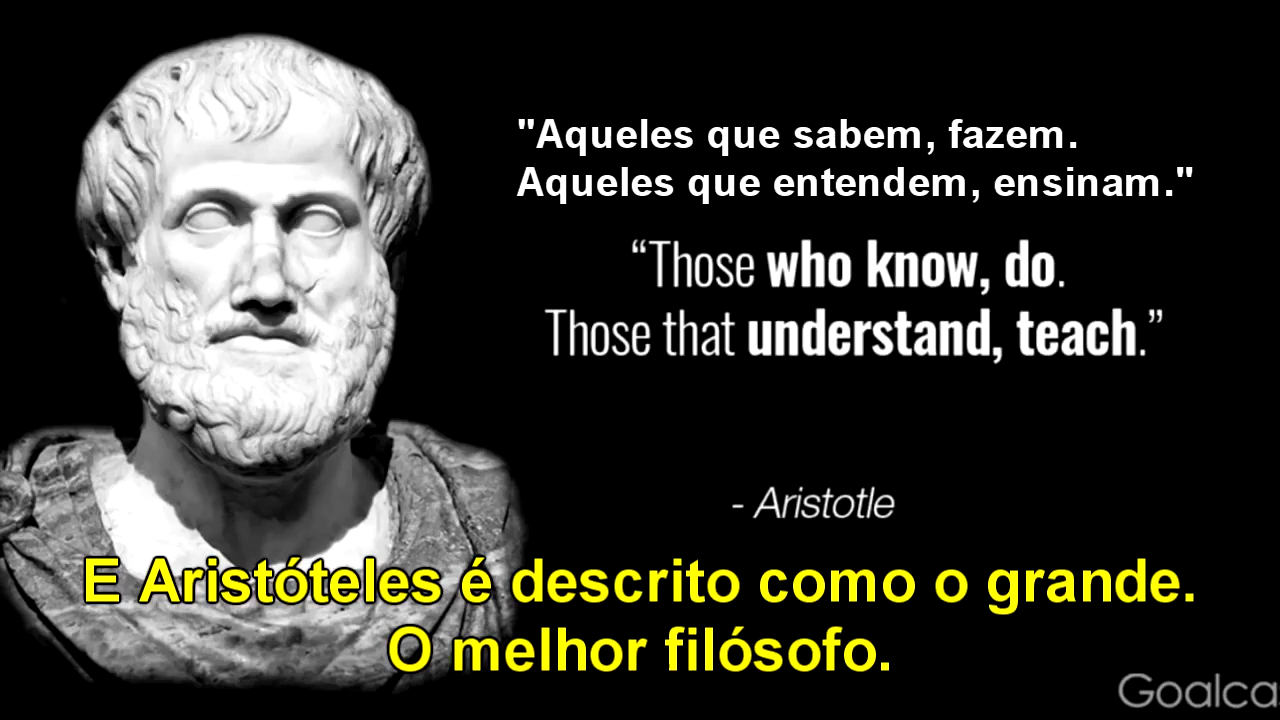 "Aqueles que sabem, fazem.
Aqueles que entendem, ensinam."
“Those who know, do.
Those that understand, teach.”
- Aristotle
E Aristóteles é descrito como o grande.
O melhor filósofo.
Goalca